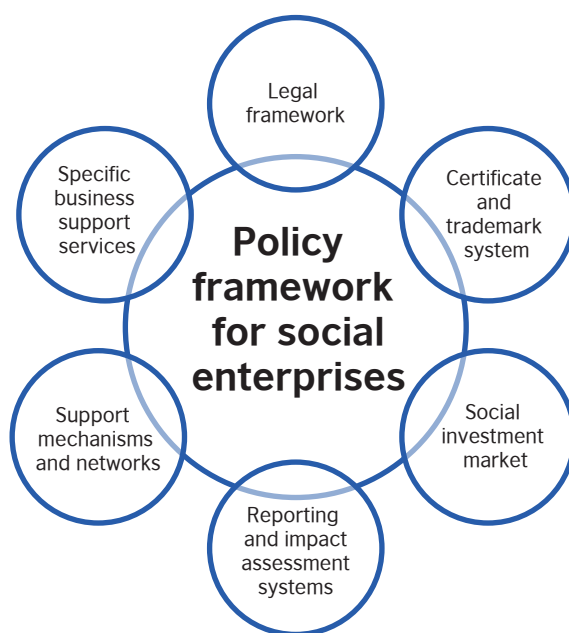 Legal
framework
Certificate
and
trademark
system
Social
investment
market
Reporting
and impact
assessment
systems
Support
mechanisms
and networks
Specific
business
support
services
Policy
framework
for social
enterprises